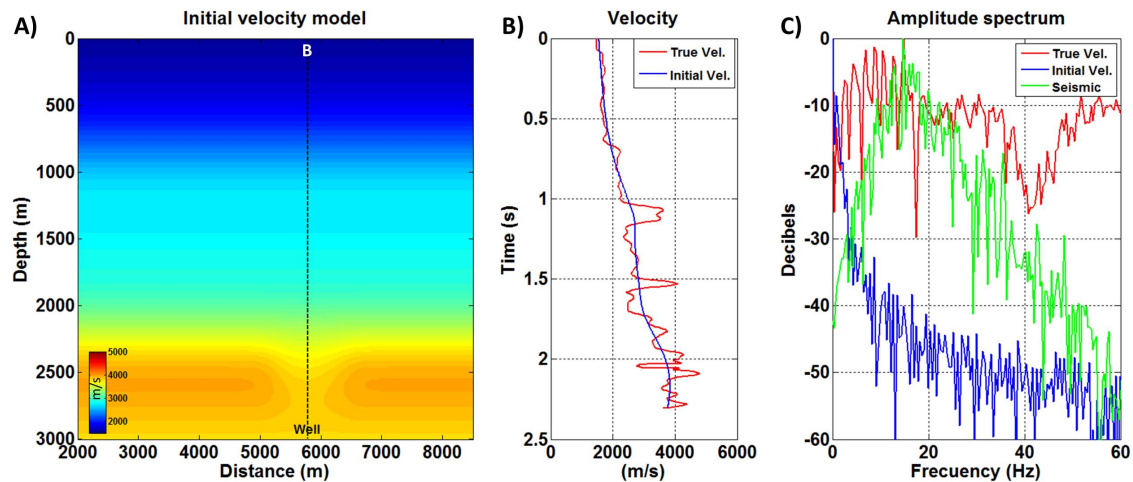 A)
Initial velocity model
B
0
500
1000
1500
2000
2500
3000
Depth (m)
5000
4000
3000
2000
m/s
Well
2000
3000
4000
5000
6000
7000
8000
Distance (m)
B)
Velocity
True Vel.
Initial Vel.
0
0.5
1
1.5
2
2.5
Time (s)
0
2000
4000
6000
(m/s)
C)
Amplitude spectrum
True Vel.
Initial Vel.
Seismic
0
-10
-20
-30
-40
-50
-60
Decibels
0
20
40
60
Frecuency (Hz)